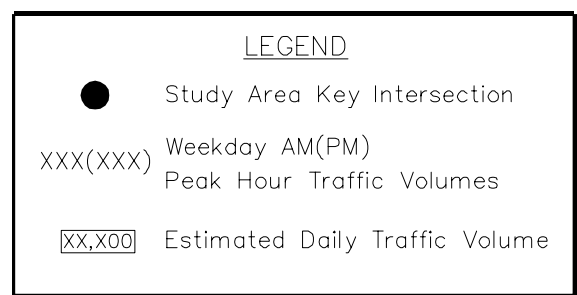 LEGEND
Study Area Key Intersection
XXX(XXX) Weekday AM(PM)
Peak Hour Traffic Volumes
XX,X00 Estimated Daily Traffic Volume